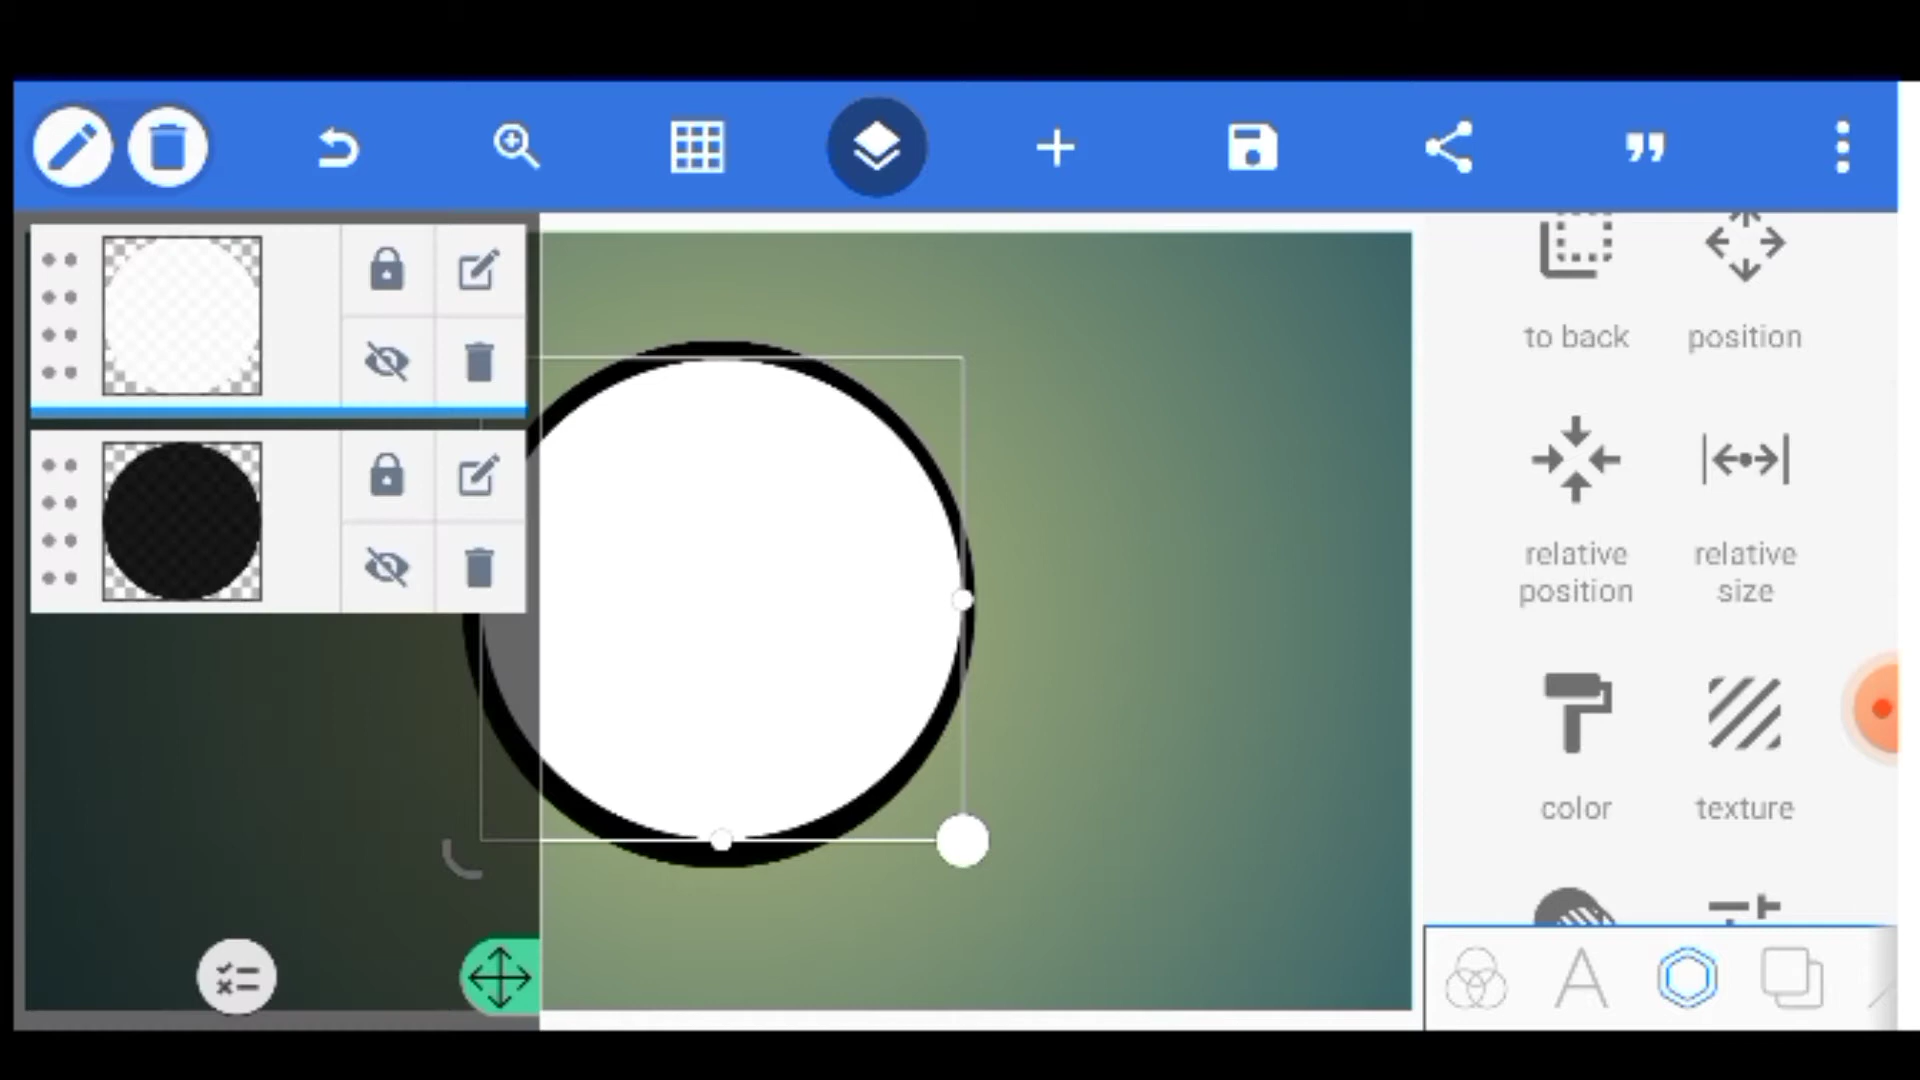 to back
position
relative
position
relative
size
color
texture